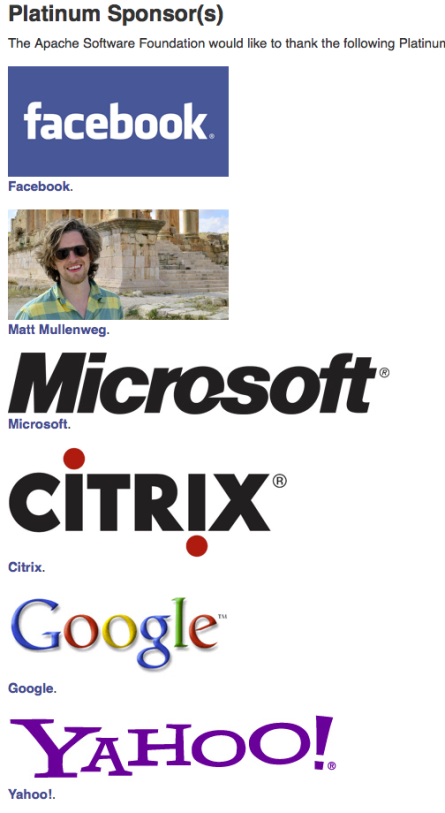 Platinum Sponsor(s)
The Apache Software Foundation would like to thank the following Platinum
facebook.
Facebook.
Matt Mullenweg.
Microsoft®
Microsoft.
CiTRIX®
Citrix.
Google™
Google.
YAHOO!®
Yahoo!.